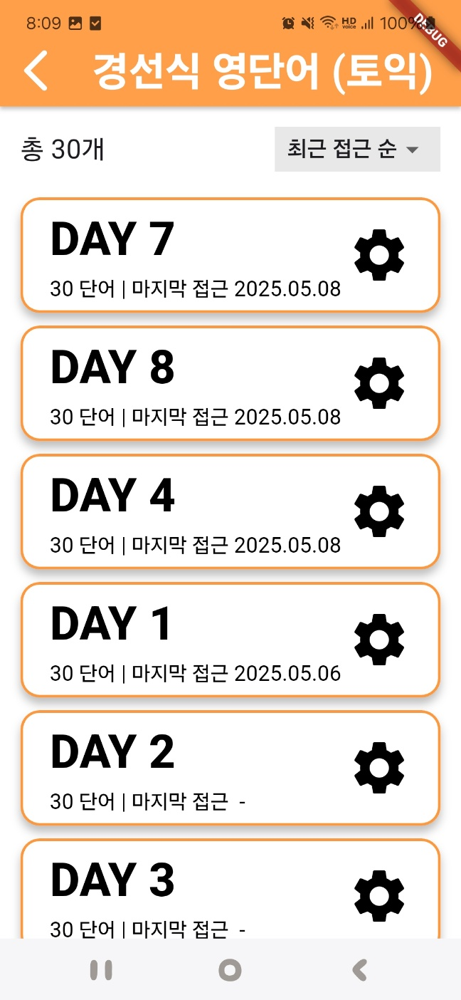 8:09 HD voice 100%
DEBUG
경선식 영단어 (토익)
총 30개
최근 접근 순
DAY 7
30 단어 | 마지막 접근 2025.05.08
DAY 8
30 단어 | 마지막 접근 2025.05.08
DAY 4
30 단어 | 마지막 접근 2025.05.08
DAY 1
30 단어 | 마지막 접근 2025.05.06
DAY 2
30 단어 | 마지막 접근 -
DAY 3
30 단어 | 마지막 접근 -